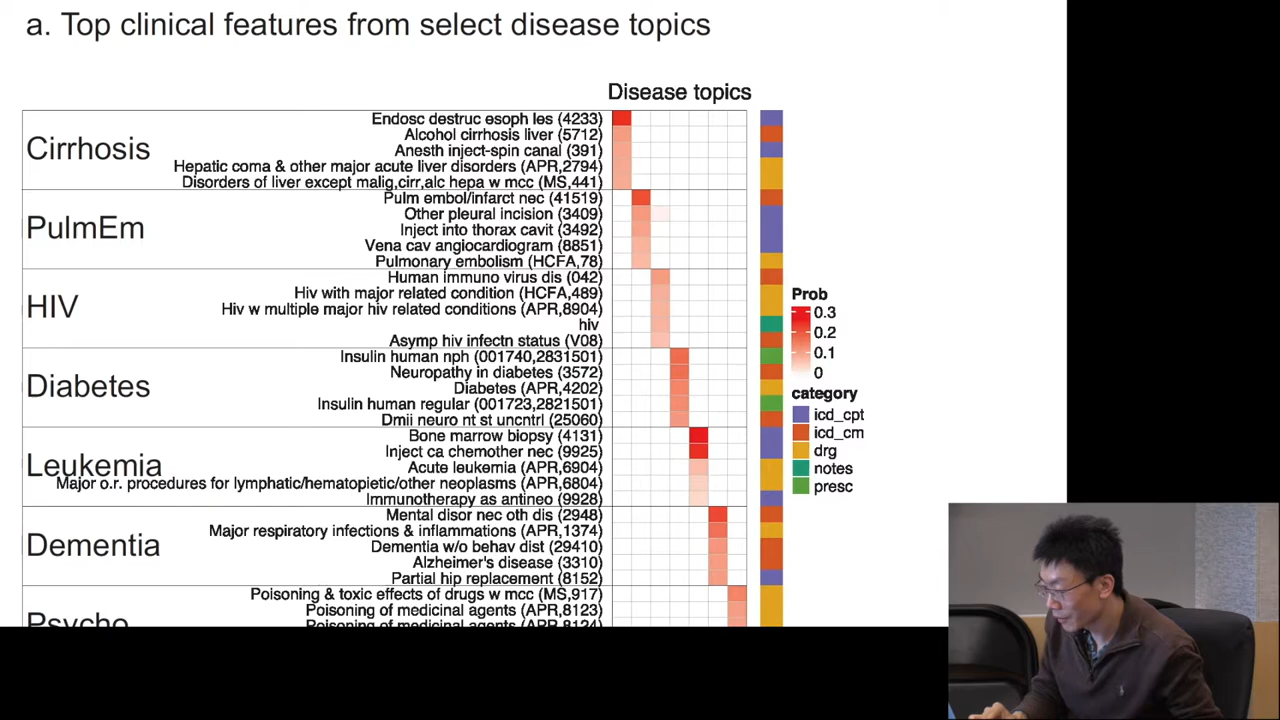 a. Top clinical features from select disease topics
Disease topics
Cirrhosis
Endosc destruc esoph les (4233)
Alcohol cirrhosis liver (5712)
Anesth inject-spin canal (391)
Hepatic coma & other major acute liver disorders (APR,2794)
Disorders of liver except malig,cirr,alc hepa w mcc (MS,441)
PulmEm
Pulm embol/infarct nec (41519)
Other pleural incision (3409)
Inject into thorax cavit (3492)
Vena cav angiocardiogram (8851)
Pulmonary embolism (HCFA,78)
HIV
Human immuno virus dis (042)
Hiv with major related condition (HCFA,489)
Hiv w multiple major hiv related conditions (APR,8904)
hiv
Asymp hiv infectn status (V08)
Diabetes
Insulin human nph (001740,2831501)
Neuropathy in diabetes (3572)
Diabetes (APR,4202)
Insulin human regular (001723,2821501)
Dmii neuro nt st uncntrl (25060)
Leukemia
Bone marrow biopsy (4131)
Inject ca chemother nec (9925)
Acute leukemia (APR,6904)
Major o.r. procedures for lymphatic/hematopietic/other neoplasms (APR,6804)
Immunotherapy as antineo (9928)
Dementia
Mental disor nec oth dis (2948)
Major respiratory infections & inflammations (APR,1374)
Dementia w/o behav dist (29410)
Alzheimer's disease (3310)
Partial hip replacement (8152)
Psycho
Poisoning & toxic effects of drugs w mcc (MS,917)
Poisoning of medicinal agents (APR,8123)
Poisoning of medicinal agents (APR,8124)
Prob
0.3
0.2
0.1
0
category
icd_cpt
icd_cm
drg
notes
presc